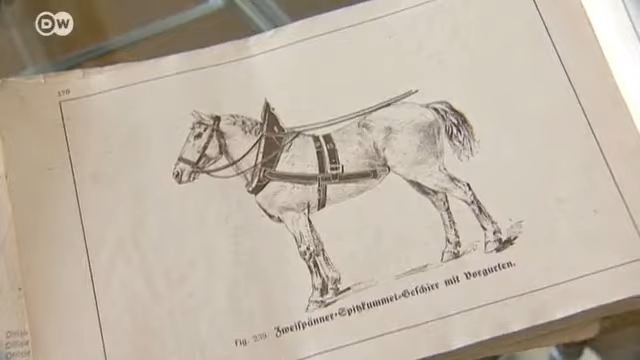 DW
170
Fig. 239. Zweispänner-Spitzkummet-Geschirr mit Vorgurten.